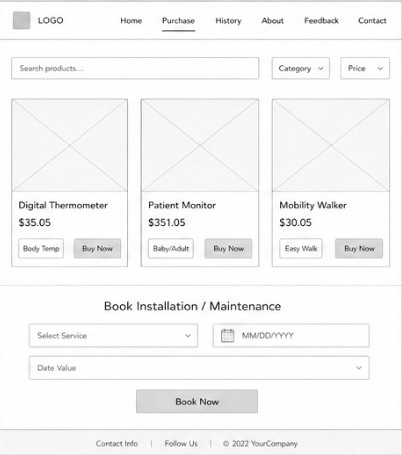 LOGO Home Purchase History About Feedback Contact
Search products... Category Price
Digital Thermometer Patient Monitor Mobility Walker
$35.05 $351.05 $30.05
Body Temp Buy Now Baby/Adult Buy Now Easy Walk Buy Now
Book Installation / Maintenance
Select Service MM/DD/YYYY
Date Value
Book Now
Contact Info | Follow Us | © 2022 YourCompany